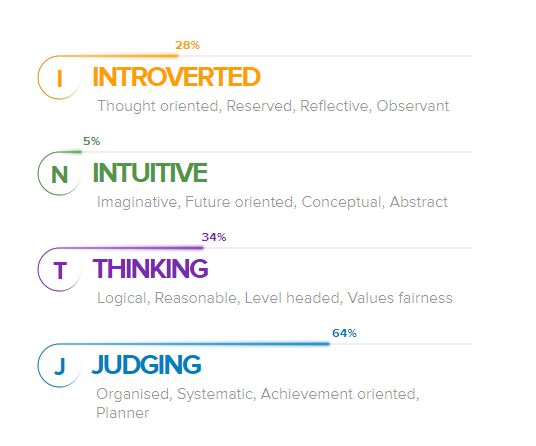 28%
I INTROVERTED
Thought oriented, Reserved, Reflective, Observant
5%
N INTUITIVE
Imaginative, Future oriented, Conceptual, Abstract
34%
T THINKING
Logical, Reasonable, Level headed, Values fairness
64%
J JUDGING
Organised, Systematic, Achievement oriented,
Planner